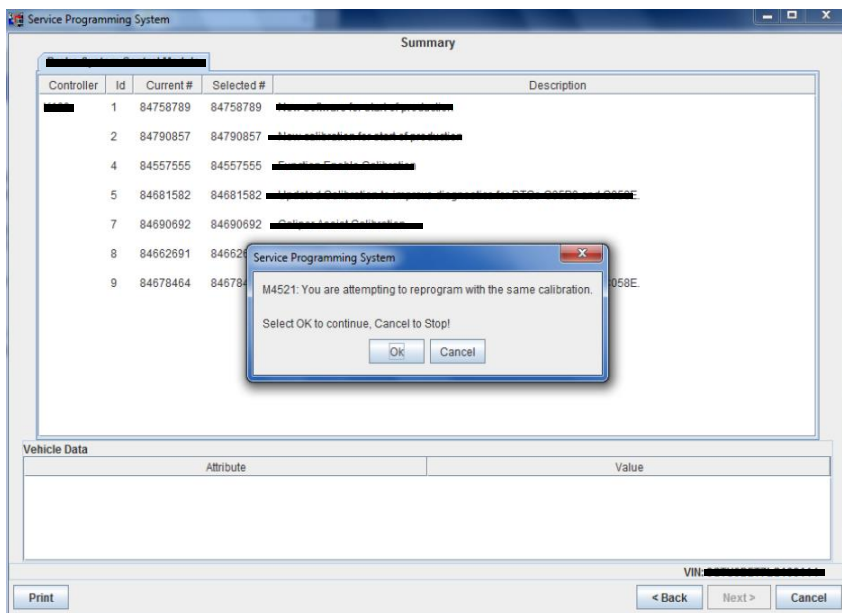 Service Programming System
Summary
Controller Id Current # Selected # Description
1 84758789 84758789
2 84790857 84790857
4 84557555 84557555
5 84681582 84681582
7 84690692 84690692
8 84662691
9 84678464 058E.
Service Programming System
M4521: You are attempting to reprogram with the same calibration.
Select OK to continue, Cancel to Stop!
Ok Cancel
Vehicle Data
Attribute Value
VIN:
Print < Back Next > Cancel